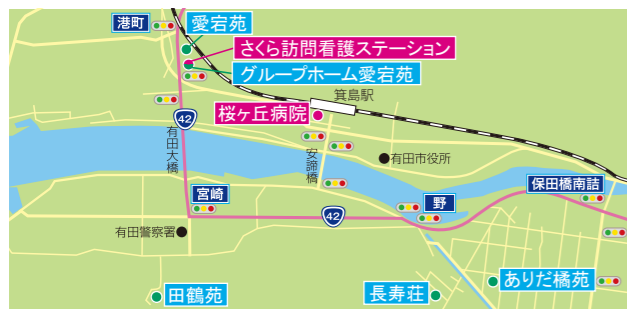 港町
愛宕苑
さくら訪問看護ステーション
グループホーム愛宕苑
箕島駅
桜ヶ丘病院
42
有田大橋
安諦橋
有田市役所
宮崎
野
保田橋南詰
42
有田警察署
田鶴苑
長寿荘
ありだ橘苑